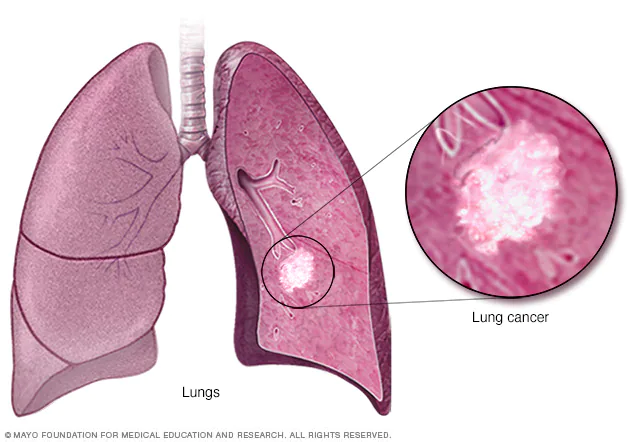 Lung cancer
Lungs
© MAYO FOUNDATION FOR MEDICAL EDUCATION AND RESEARCH. ALL RIGHTS RESERVED.